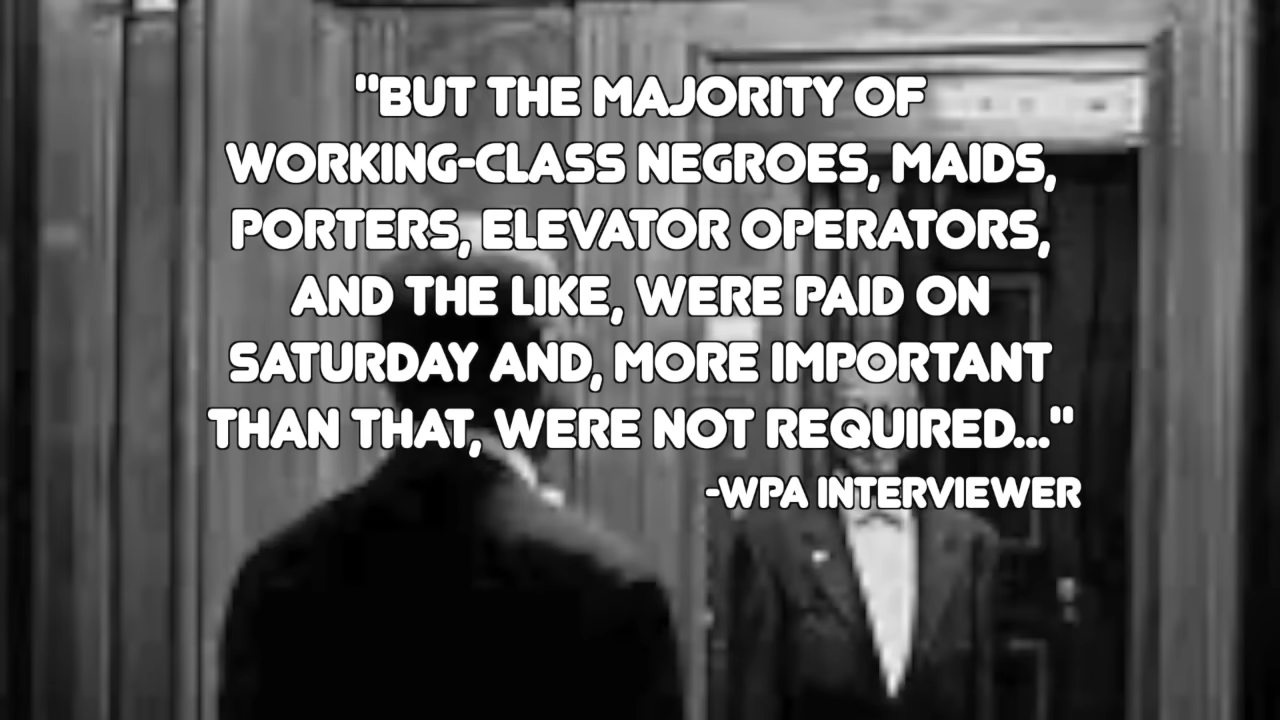 "BUT THE MAJORITY OF
WORKING-CLASS NEGROES, MAIDS,
PORTERS, ELEVATOR OPERATORS,
AND THE LIKE, WERE PAID ON
SATURDAY AND, MORE IMPORTANT
THAN THAT, WERE NOT REQUIRED..."
-WPA INTERVIEWER